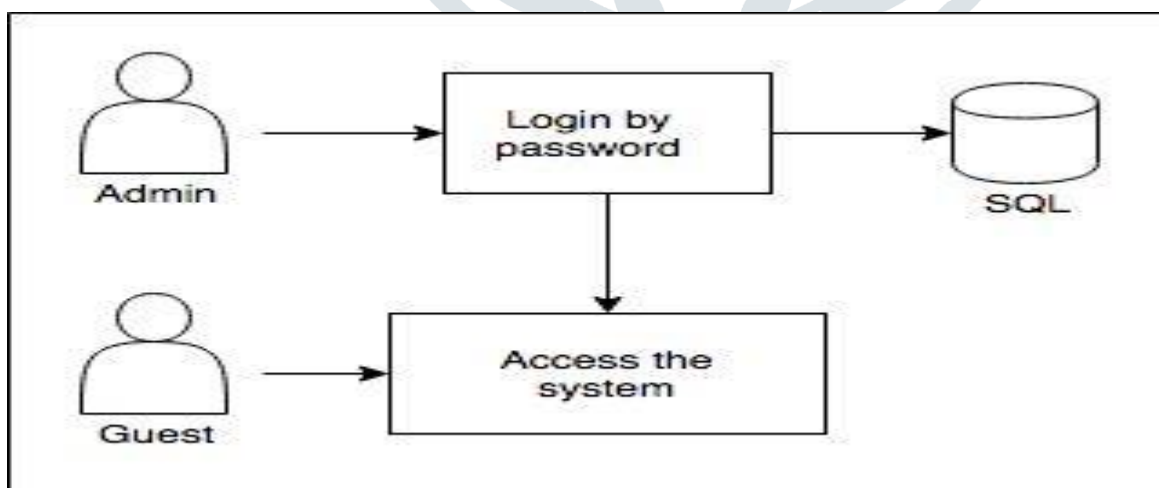 Login by
password
Admin
SQL
Access the
system
Guest